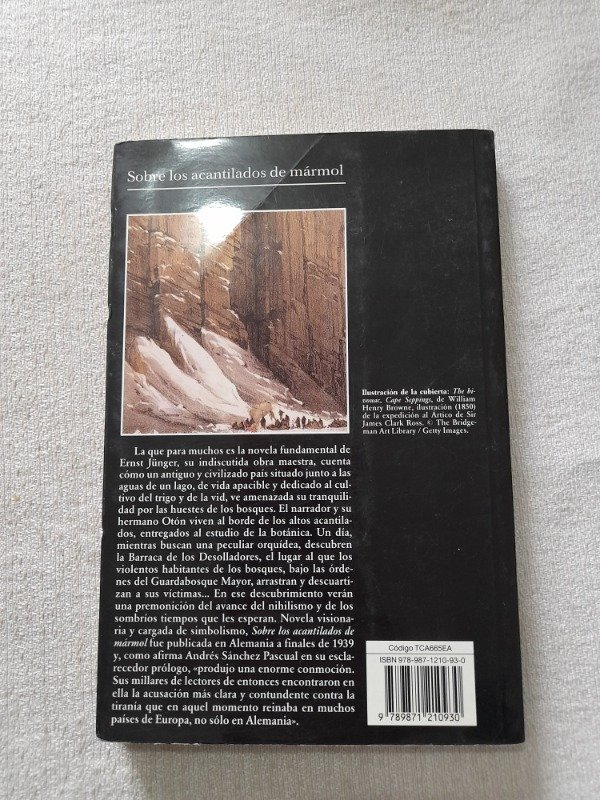 Sobre los acantilados de mármol
Ilustración de la cubierta: The bi-
vouac, Cape Seppings, de William
Henry Browne, ilustración (1850)
de la expedición al Artico de Sir
James Clark Ross. © The Bridge-
man Art Library / Getty Images.
La que para muchos es la novela fundamental de
Ernst Jünger, su indiscutida obra maestra, cuenta
cómo un antiguo y civilizado país situado junto a las
aguas de un lago, de vida apacible y dedicado al cul-
tivo del trigo y de la vid, ve amenazada su tranquili-
dad por las huestes de los bosques. El narrador y su
hermano Otón viven al borde de los altos acantila-
dos, entregados al estudio de la botánica. Un día,
mientras buscan una peculiar orquídea, descubren
la Barraca de los Desolladores, el lugar al que los
violentos habitantes de los bosques, bajo las órde-
nes del Guardabosque Mayor, arrastran y descuarti-
zan a sus víctimas... En ese descubrimiento verán
una premonición del avance del nihilismo y de los
sombríos tiempos que les esperan. Novela visiona-
ria y cargada de simbolismo, Sobre los acantilados de
mármol fue publicada en Alemania a finales de 1939
y, como afirma Andrés Sánchez Pascual en su escla-
recedor prólogo, «produjo una enorme conmoción.
Sus millares de lectores de entonces encontraron en
ella la acusación más clara y contundente contra la
tiranía que en aquel momento reinaba en muchos
países de Europa, no sólo en Alemania».
Código TCA665EA
ISBN 978-987-1210-93-0
9 789871 210930